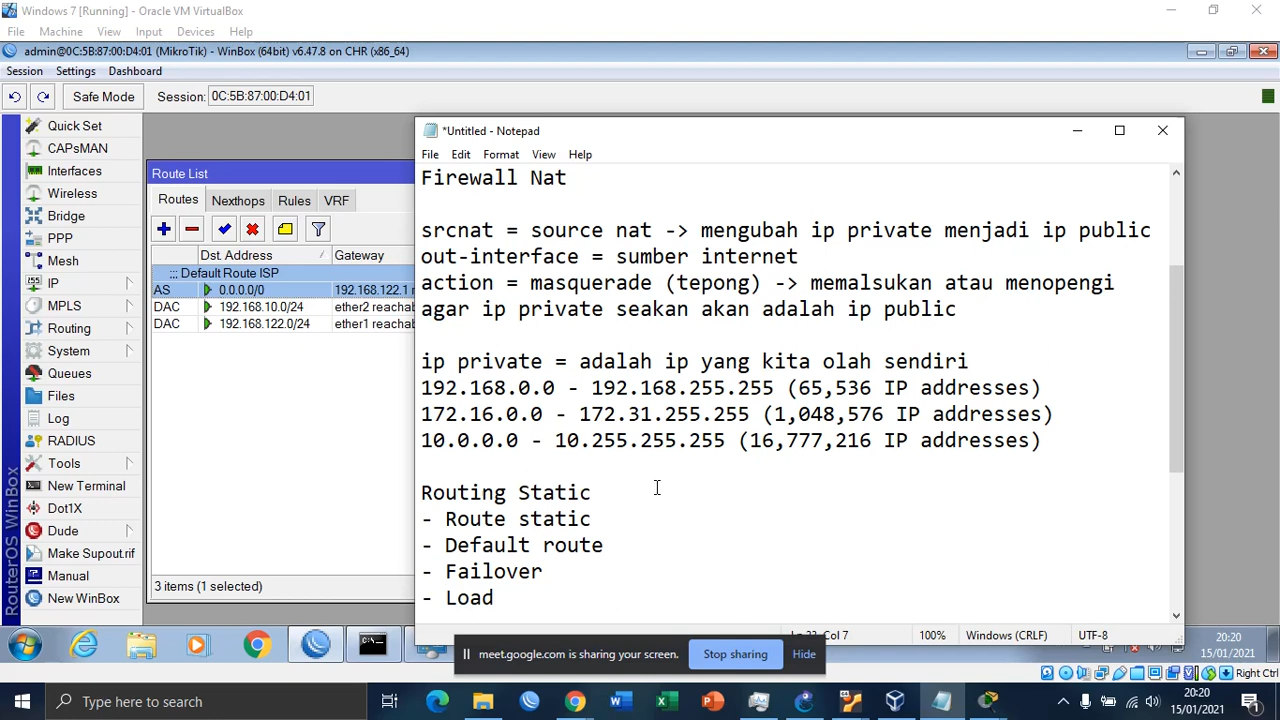 Windows 7 [Running] - Oracle VM VirtualBox
File Machine View Input Devices Help
admin@0C:5B:87:00:D4:01 (MikroTik) - WinBox (64bit) v6.47.8 on CHR (x86_64)
Session Settings Dashboard
Safe Mode Session: 0C:5B:87:00:D4:01
RouterOS WinBox
Quick Set
CAPsMAN
Interfaces
Wireless
Bridge
PPP
Mesh
IP
MPLS
Routing
System
Queues
Files
Log
RADIUS
Tools
New Terminal
Dot1X
Dude
Make Supout.rif
Manual
New WinBox
Route List
Routes Nexthops Rules VRF
Dst. Address Gateway
;;; Default Route ISP
AS 0.0.0.0/0 192.168.122.1
DAC 192.168.10.0/24 ether2 reachab
DAC 192.168.122.0/24 ether1 reachab
3 items (1 selected)
*Untitled - Notepad
File Edit Format View Help
Firewall Nat
srcnat = source nat -> mengubah ip private menjadi ip public
out-interface = sumber internet
action = masquerade (tepong) -> memalsukan atau menopengi
agar ip private seakan akan adalah ip public
ip private = adalah ip yang kita olah sendiri
192.168.0.0 - 192.168.255.255 (65,536 IP addresses)
172.16.0.0 - 172.31.255.255 (1,048,576 IP addresses)
10.0.0.0 - 10.255.255.255 (16,777,216 IP addresses)
Routing Static
- Route static
- Default route
- Failover
- Load
Col 7 100% Windows (CRLF) UTF-8
meet.google.com is sharing your screen. Stop sharing Hide
20:20
15/01/2021
Right Ctrl
Type here to search
20:20
15/01/2021